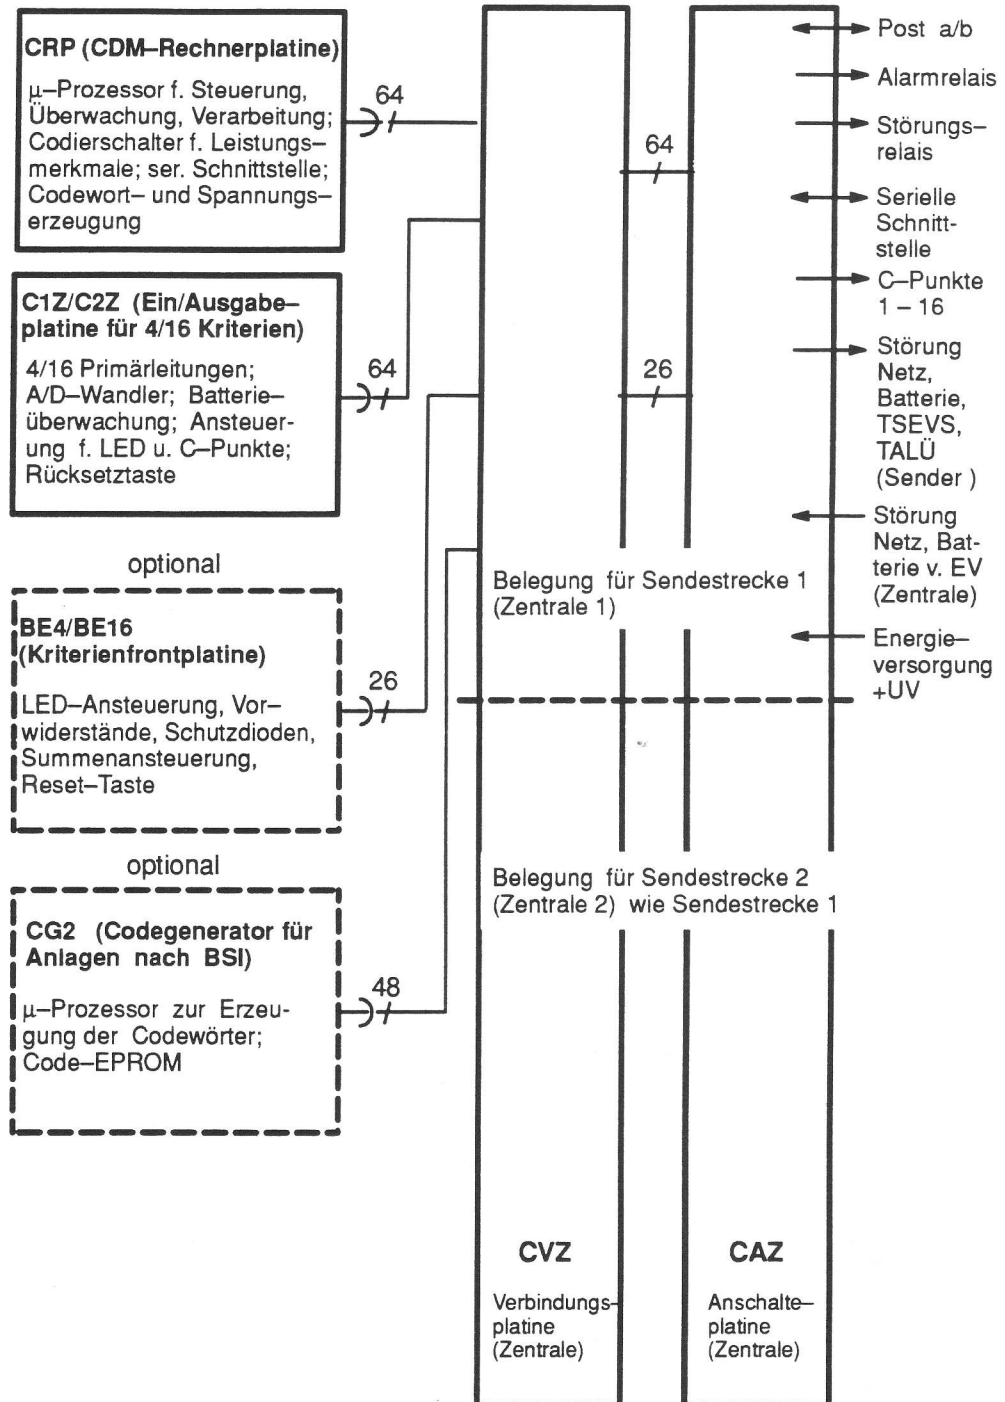 CRP (CDM–Rechnerplatine)
µ–Prozessor f. Steuerung,
Überwachung, Verarbeitung;
Codierschalter f. Leistungs–
merkmale; ser. Schnittstelle;
Codewort– und Spannungs–
erzeugung
64
C1Z/C2Z (Ein/Ausgabe–
platine für 4/16 Kriterien)
4/16 Primärleitungen;
A/D–Wandler; Batterie–
überwachung; Ansteuer–
ung f. LED u. C–Punkte;
Rücksetztaste
64
optional
BE4/BE16
(Kriterienfrontplatine)
LED–Ansteuerung, Vor–
widerstände, Schutzdioden,
Summenansteuerung,
Reset–Taste
26
optional
CG2 (Codegenerator für
Anlagen nach BSI)
µ–Prozessor zur Erzeu–
gung der Codewörter;
Code–EPROM
48
64
26
Belegung für Sendestrecke 1
(Zentrale 1)
Belegung für Sendestrecke 2
(Zentrale 2) wie Sendestrecke 1
CVZ
Verbindungs–
platine
(Zentrale)
CAZ
Anschalte–
platine
(Zentrale)
Post a/b
Alarmrelais
Störungs–
relais
Serielle
Schnitt–
stelle
C–Punkte
1 – 16
Störung
Netz,
Batterie,
TSEVS,
TALÜ
(Sender )
Störung
Netz, Bat–
terie v. EV
(Zentrale)
Energie–
versorgung
+UV